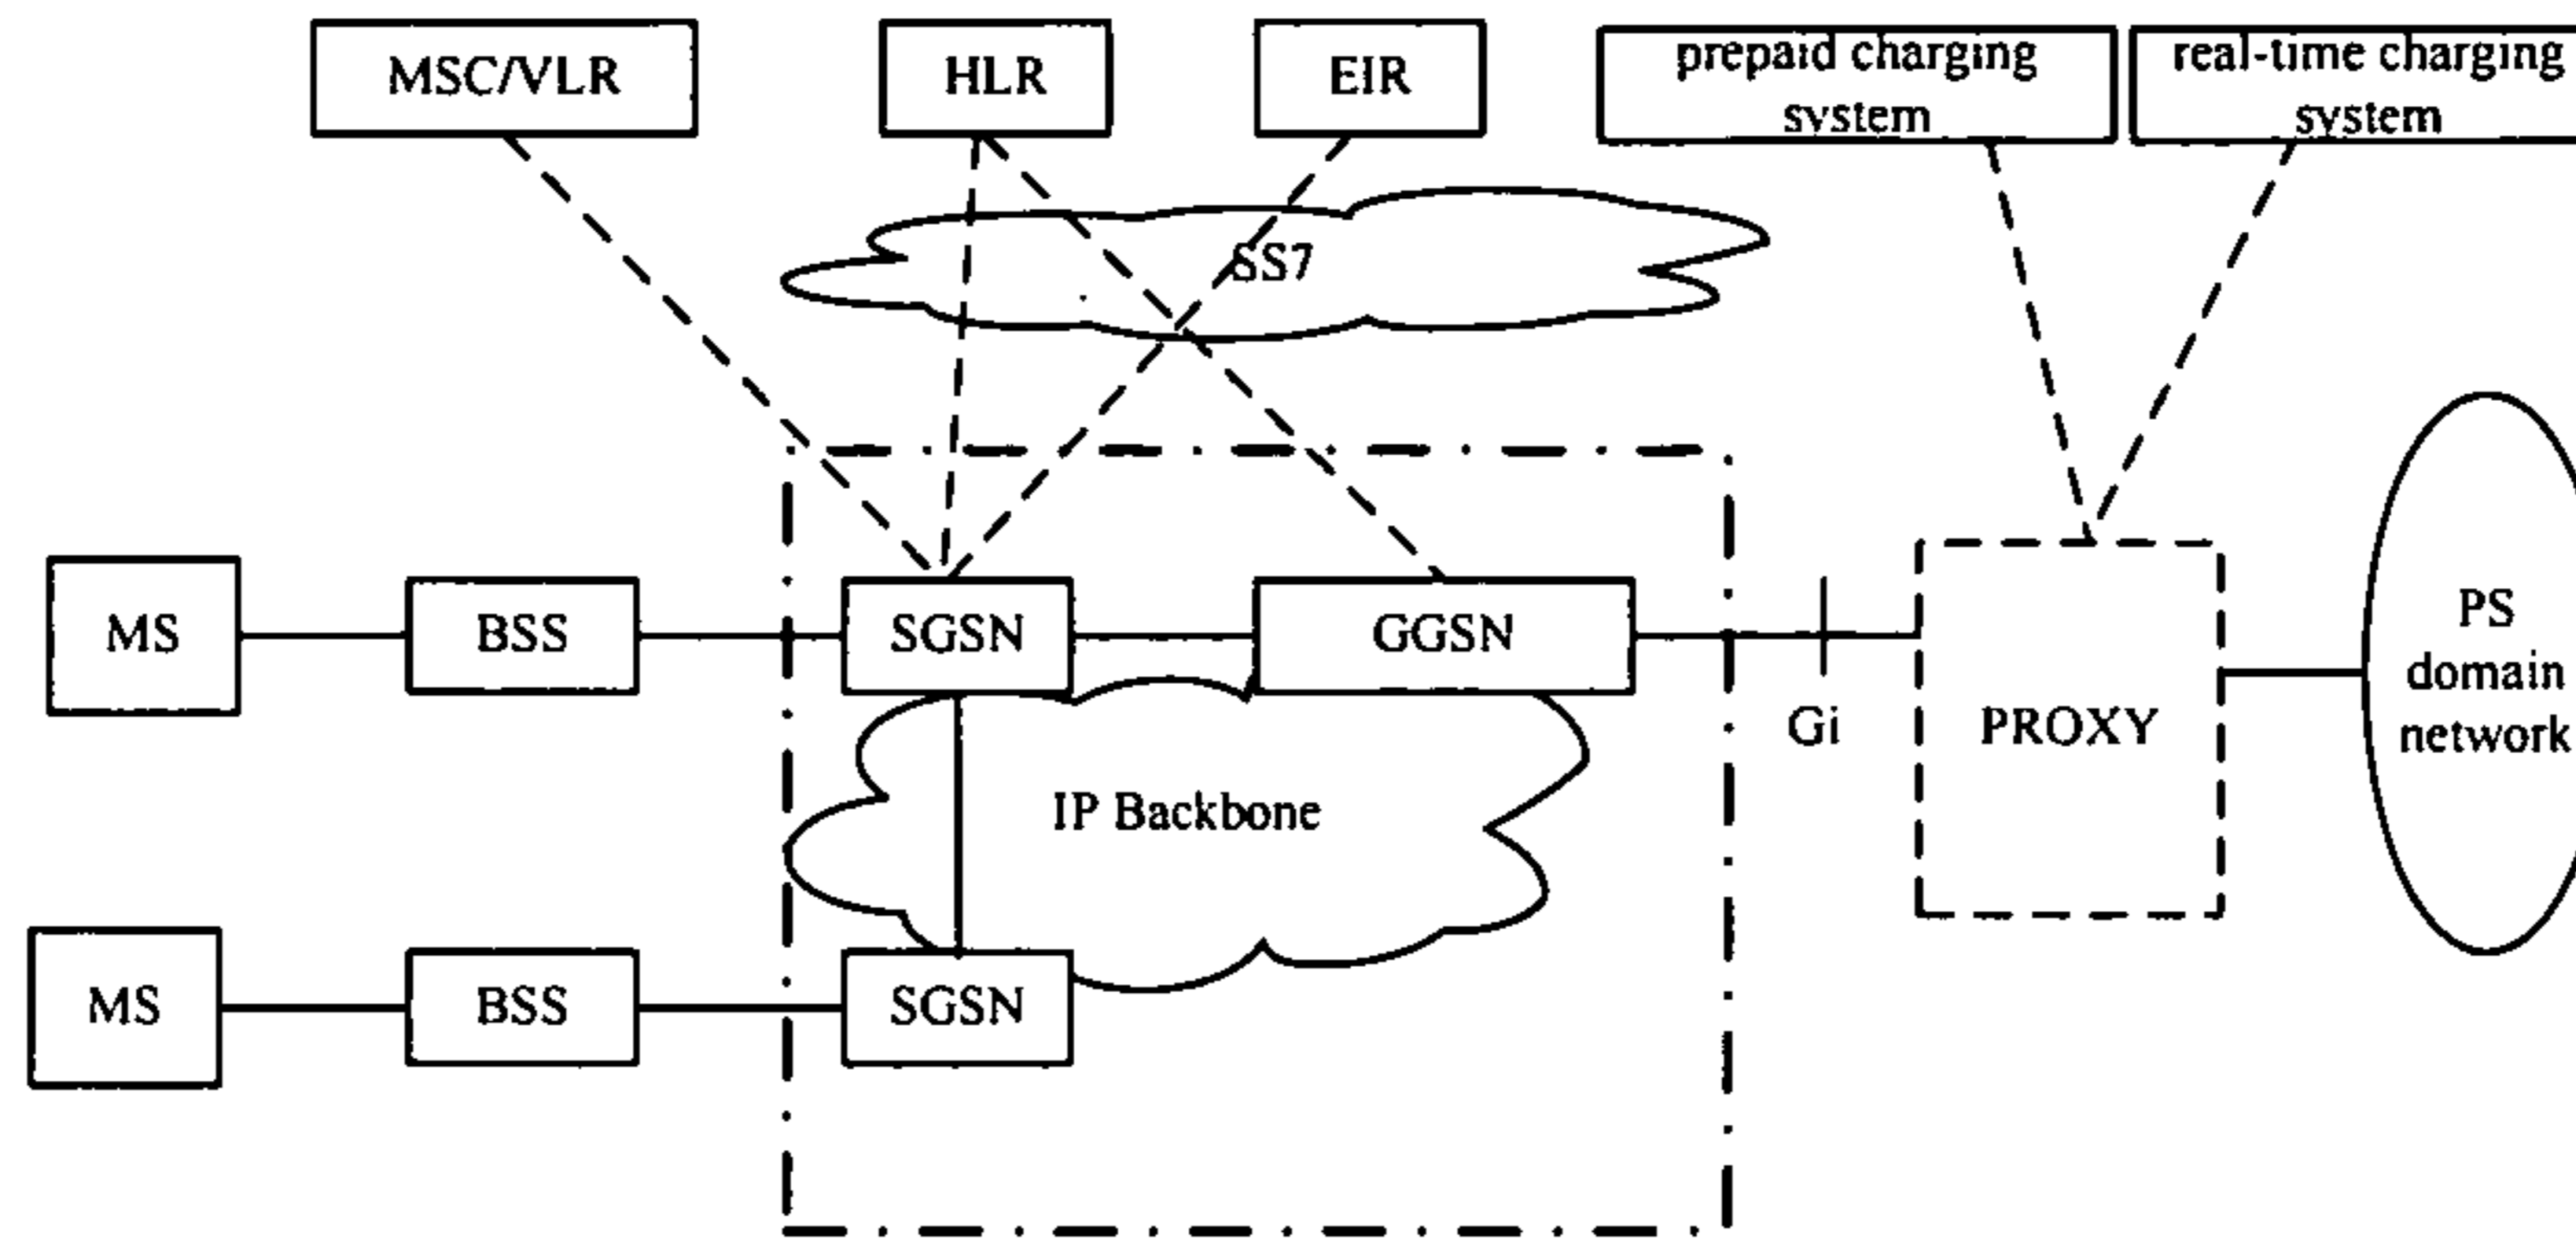 MSC/VLR
HLR
EIR
prepaid charging
system
real-time charging
system
SS7
MS
BSS
SGSN
GGSN
Gi
PROXY
PS
domain
network
IP Backbone
MS
BSS
SGSN